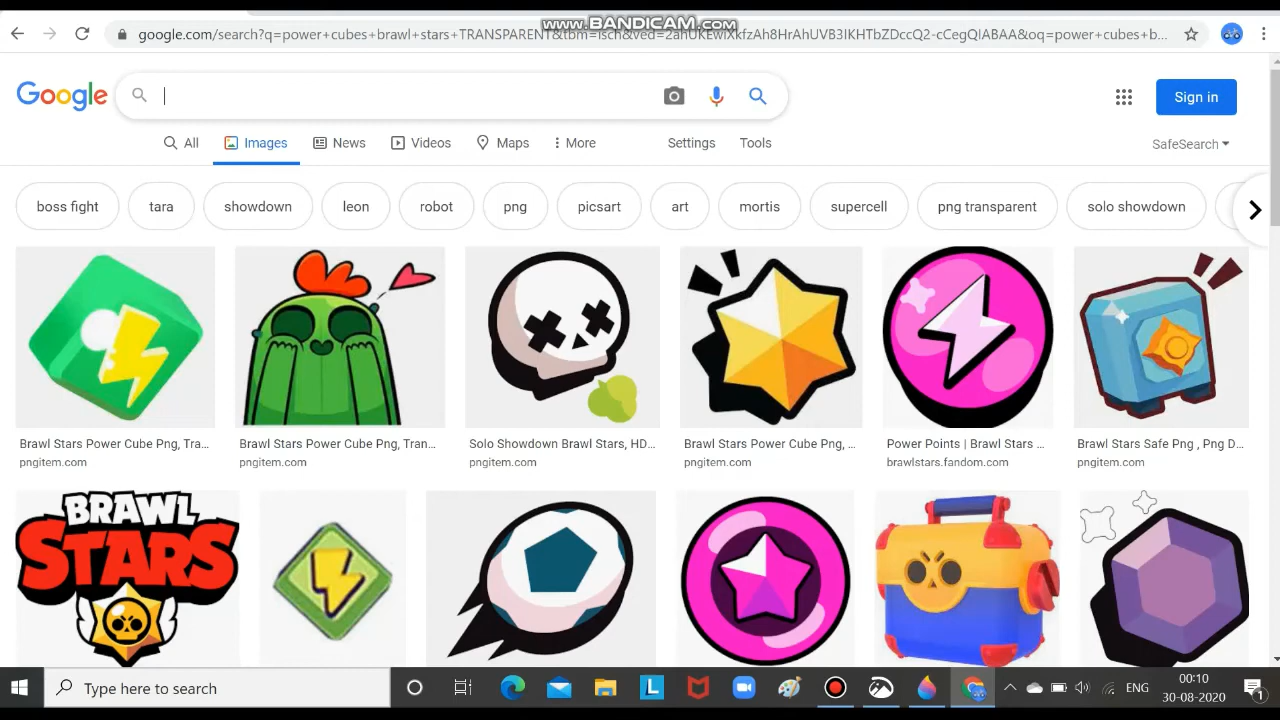 www.BANDICAM.com
google.com/search?q=power+cubes+brawl+stars+TRANSPARENT&tbm=isch&ved=2ahUKEwiXkfzAh8HrAhUVB3IKHTbZDccQ2-cCegQIABAA&oq=power+cubes+b...
Google
Sign in
All Images News Videos Maps More Settings Tools SafeSearch
boss fight tara showdown leon robot png picsart art mortis supercell png transparent solo showdown
Brawl Stars Power Cube Png, Tra... Brawl Stars Power Cube Png, Tran... Solo Showdown Brawl Stars, HD... Brawl Stars Power Cube Png, ... Power Points | Brawl Stars ... Brawl Stars Safe Png , Png D...
pngitem.com pngitem.com pngitem.com pngitem.com brawlstars.fandom.com pngitem.com
BRAWL
STARS
Type here to search
L
ENG
00:10
30-08-2020
1